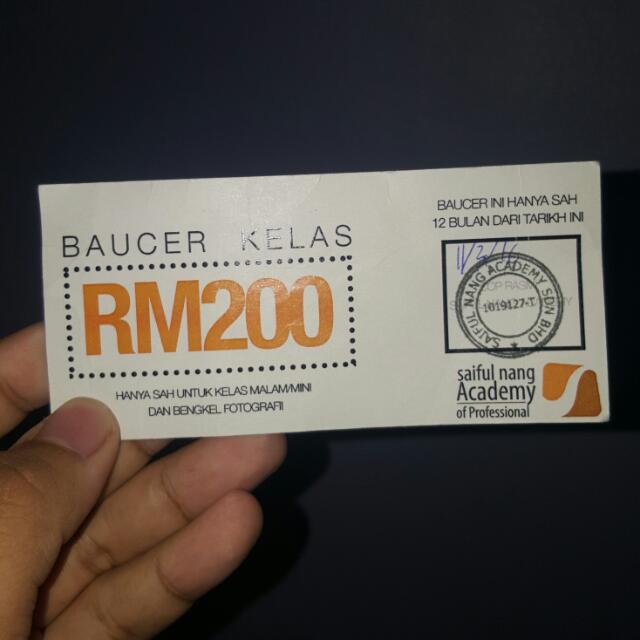 BAUCER KELAS
RM200
HANYA SAH UNTUK KELAS MALAM/MINI
DAN BENGKEL FOTOGRAFI
BAUCER INI HANYA SAH
12 BULAN DARI TARIKH INI
SAIFUL NANG ACADEMY SDN BHD
1019127-T
saiful nang
Academy
of Professional